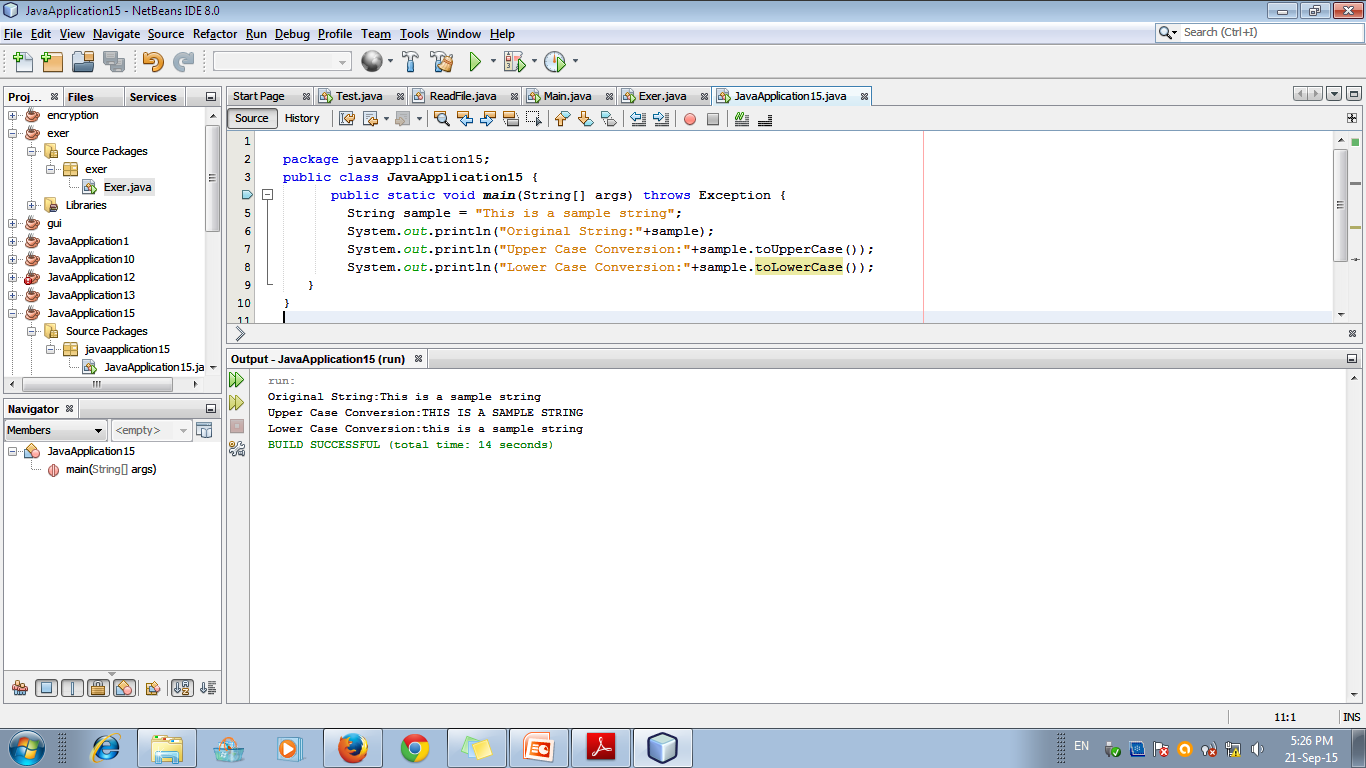 JavaApplication15 - NetBeans IDE 8.0
File Edit View Navigate Source Refactor Run Debug Profile Team Tools Window Help
Search (Ctrl+I)
Proj... Files Services
encryption
exer
Source Packages
exer
Exer.java
Libraries
gui
JavaApplication1
JavaApplication10
JavaApplication12
JavaApplication13
JavaApplication15
Source Packages
javaapplication15
JavaApplication15.ja
Navigator
Members <empty>
JavaApplication15
main(String[] args)
Start Page Test.java ReadFile.java Main.java Exer.java JavaApplication15.java
Source History
1
2 package javaapplication15;
3 public class JavaApplication15 {
public static void main(String[] args) throws Exception {
5 String sample = "This is a sample string";
6 System.out.println("Original String:"+sample);
7 System.out.println("Upper Case Conversion:"+sample.toUpperCase());
8 System.out.println("Lower Case Conversion:"+sample.toLowerCase());
9 }
10 }
11
Output - JavaApplication15 (run)
run:
Original String:This is a sample string
Upper Case Conversion:THIS IS A SAMPLE STRING
Lower Case Conversion:this is a sample string
BUILD SUCCESSFUL (total time: 14 seconds)
11:1 INS
EN
5:26 PM
21-Sep-15